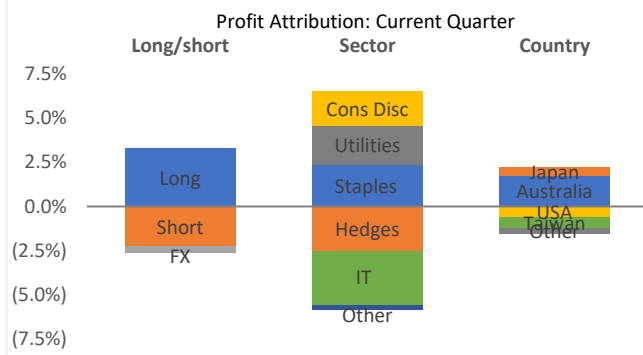 Profit Attribution: Current Quarter
Long/short Sector Country
7.5%
5.0%
2.5%
0.0%
(2.5%)
(5.0%)
(7.5%)
Long
Short
FX
Cons Disc
Utilities
Staples
Hedges
IT
Other
Japan
Australia
USA
Taiwan
Other